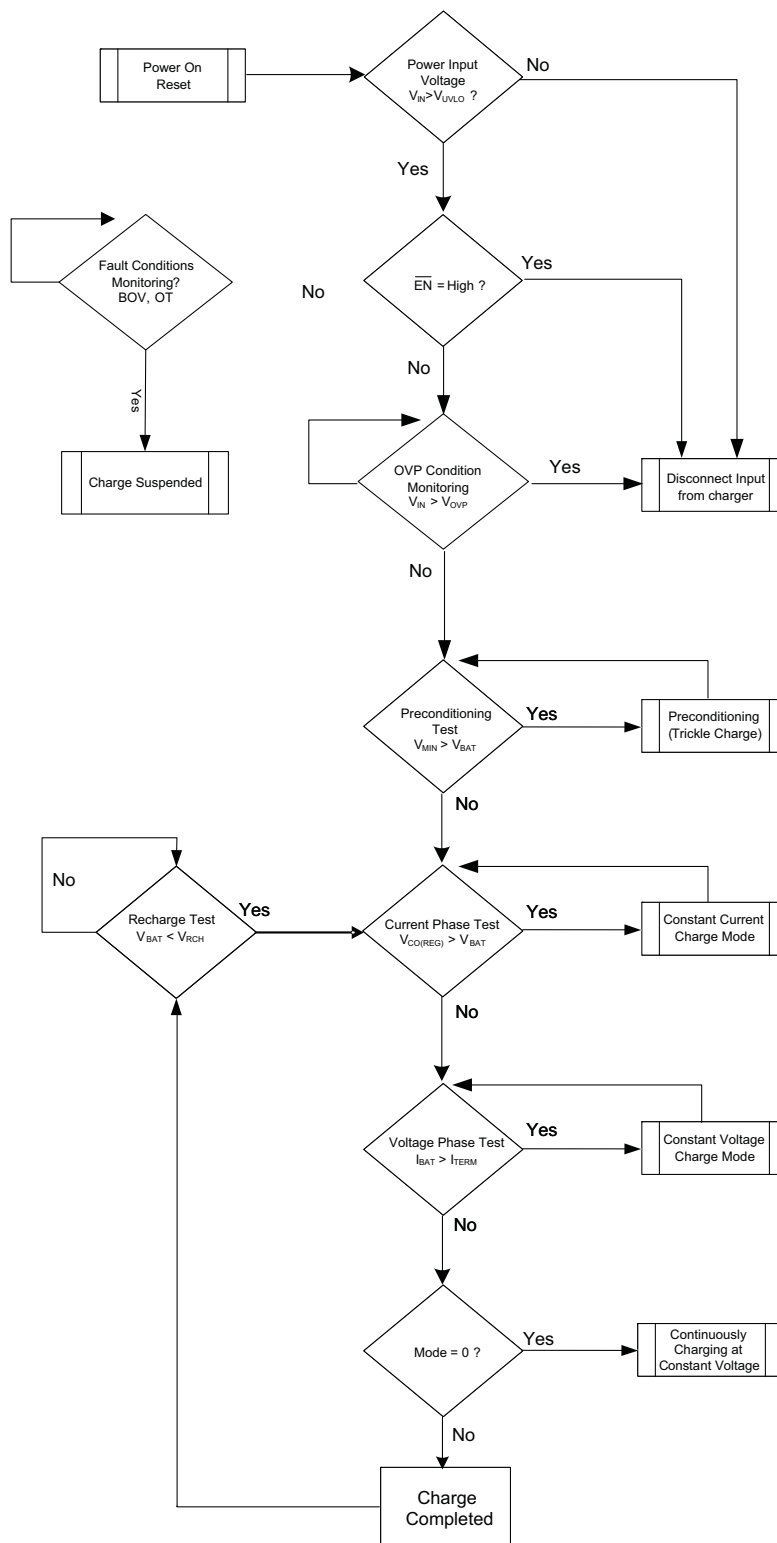 Power On
Reset
Power Input
Voltage
V_IN>V_UVLO ?
No
Yes
Fault Conditions
Monitoring?
BOV, OT
No
E̅N̅ = High ?
Yes
Yes
No
Charge Suspended
OVP Condition
Monitoring
V_IN > V_OVP
Yes
Disconnect Input
from charger
No
Preconditioning
Test
V_MIN > V_BAT
Yes
Preconditioning
(Trickle Charge)
No
No
Recharge Test
V_BAT < V_RCH
Yes
Current Phase Test
V_CO(REG) > V_BAT
Yes
Constant Current
Charge Mode
No
Voltage Phase Test
I_BAT > I_TERM
Yes
Constant Voltage
Charge Mode
No
Mode = 0 ?
Yes
Continuously
Charging at
Constant Voltage
No
Charge
Completed